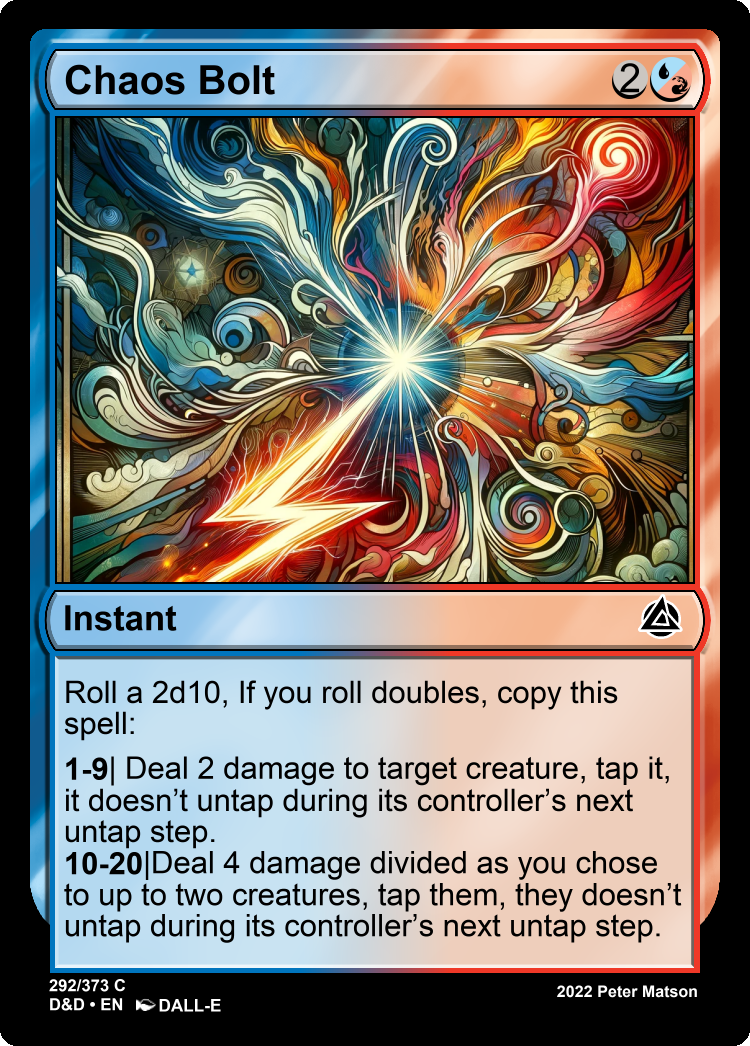 Chaos Bolt 2
Instant
Roll a 2d10, If you roll doubles, copy this
spell:
1-9| Deal 2 damage to target creature, tap it,
it doesn’t untap during its controller’s next
untap step.
10-20|Deal 4 damage divided as you chose
to up to two creatures, tap them, they doesn’t
untap during its controller’s next untap step.
292/373 C
D&D • EN DALL-E
2022 Peter Matson